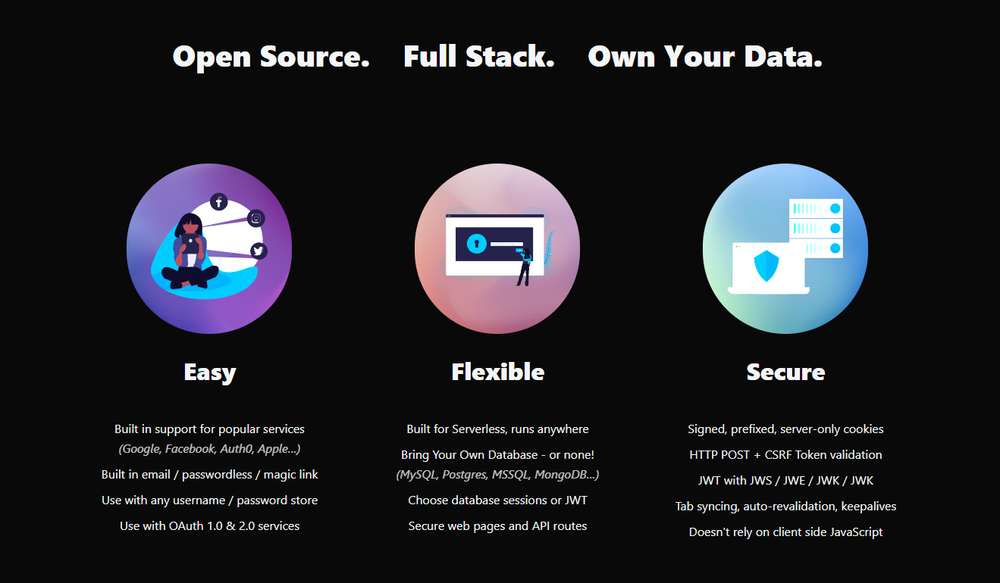 Open Source. Full Stack. Own Your Data.
Easy
Built in support for popular services
(Google, Facebook, Auth0, Apple...)
Built in email / passwordless / magic link
Use with any username / password store
Use with OAuth 1.0 & 2.0 services
Flexible
Built for Serverless, runs anywhere
Bring Your Own Database - or none!
(MySQL, Postgres, MSSQL, MongoDB...)
Choose database sessions or JWT
Secure web pages and API routes
Secure
Signed, prefixed, server-only cookies
HTTP POST + CSRF Token validation
JWT with JWS / JWE / JWK / JWK
Tab syncing, auto-revalidation, keepalives
Doesn't rely on client side JavaScript